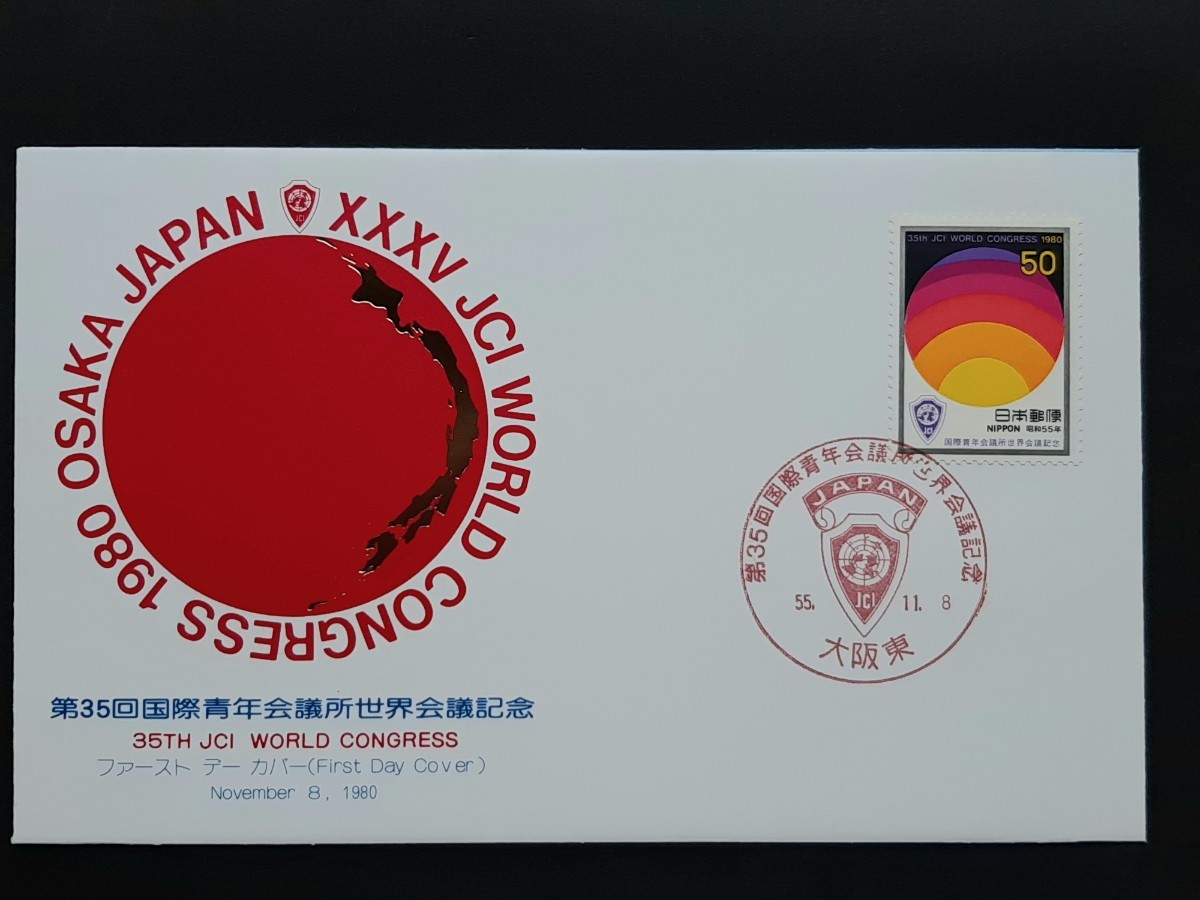 XXXV JCI WORLD CONGRESS 1980 OSAKA JAPAN
JCI
第35回国際青年会議所世界会議記念
35TH JCI WORLD CONGRESS
ファースト デー カバー(First Day Cover)
November 8, 1980
35th JCI WORLD CONGRESS 1980
50
日本郵便
NIPPON 昭和55年
JCI
国際青年会議所世界会議記念
第35回国際青年会議所世界会議記念
JAPAN
JCI
55. 11. 8
大阪東